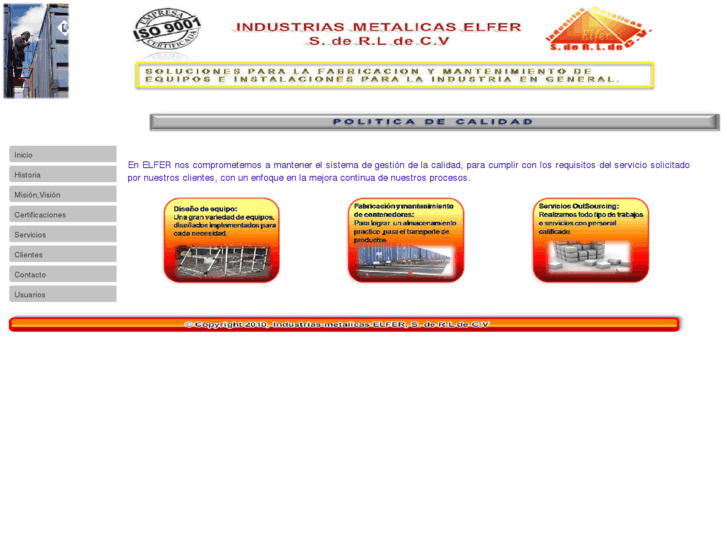 EMPRESA
ISO 9001
CERTIFICADA
INDUSTRIAS METALICAS ELFER
S. de R.L de C.V
Industrias Metalicas
Elfer
S. de R. L. de C. V.
SOLUCIONES PARA LA FABRICACION Y MANTENIMIENTO DE
EQUIPOS E INSTALACIONES PARA LA INDUSTRIA EN GENERAL.
POLITICA DE CALIDAD
Inicio
Historia
Misión,Visión
Certificaciones
Servicios
Clientes
Contacto
Usuarios
En ELFER nos comprometemos a mantener el sistema de gestión de la calidad, para cumplir con los requisitos del servicio solicitado
por nuestros clientes, con un enfoque en la mejora continua de nuestros procesos.
Diseño de equipo:
Una gran variedad de equipos,
diseñados implementados para
cada necesidad.
Fabricación y mantenimiento
de contenedores:
Para lograr un almacenamiento
practico ,para el transporte de
productos.
Servicios OutSourcing:
Realizamos todo tipo de trabajos
o servicios con personal
calificado.
© Copyright 2010, Industrias metalicas ELFER, S. de R.L de C.V